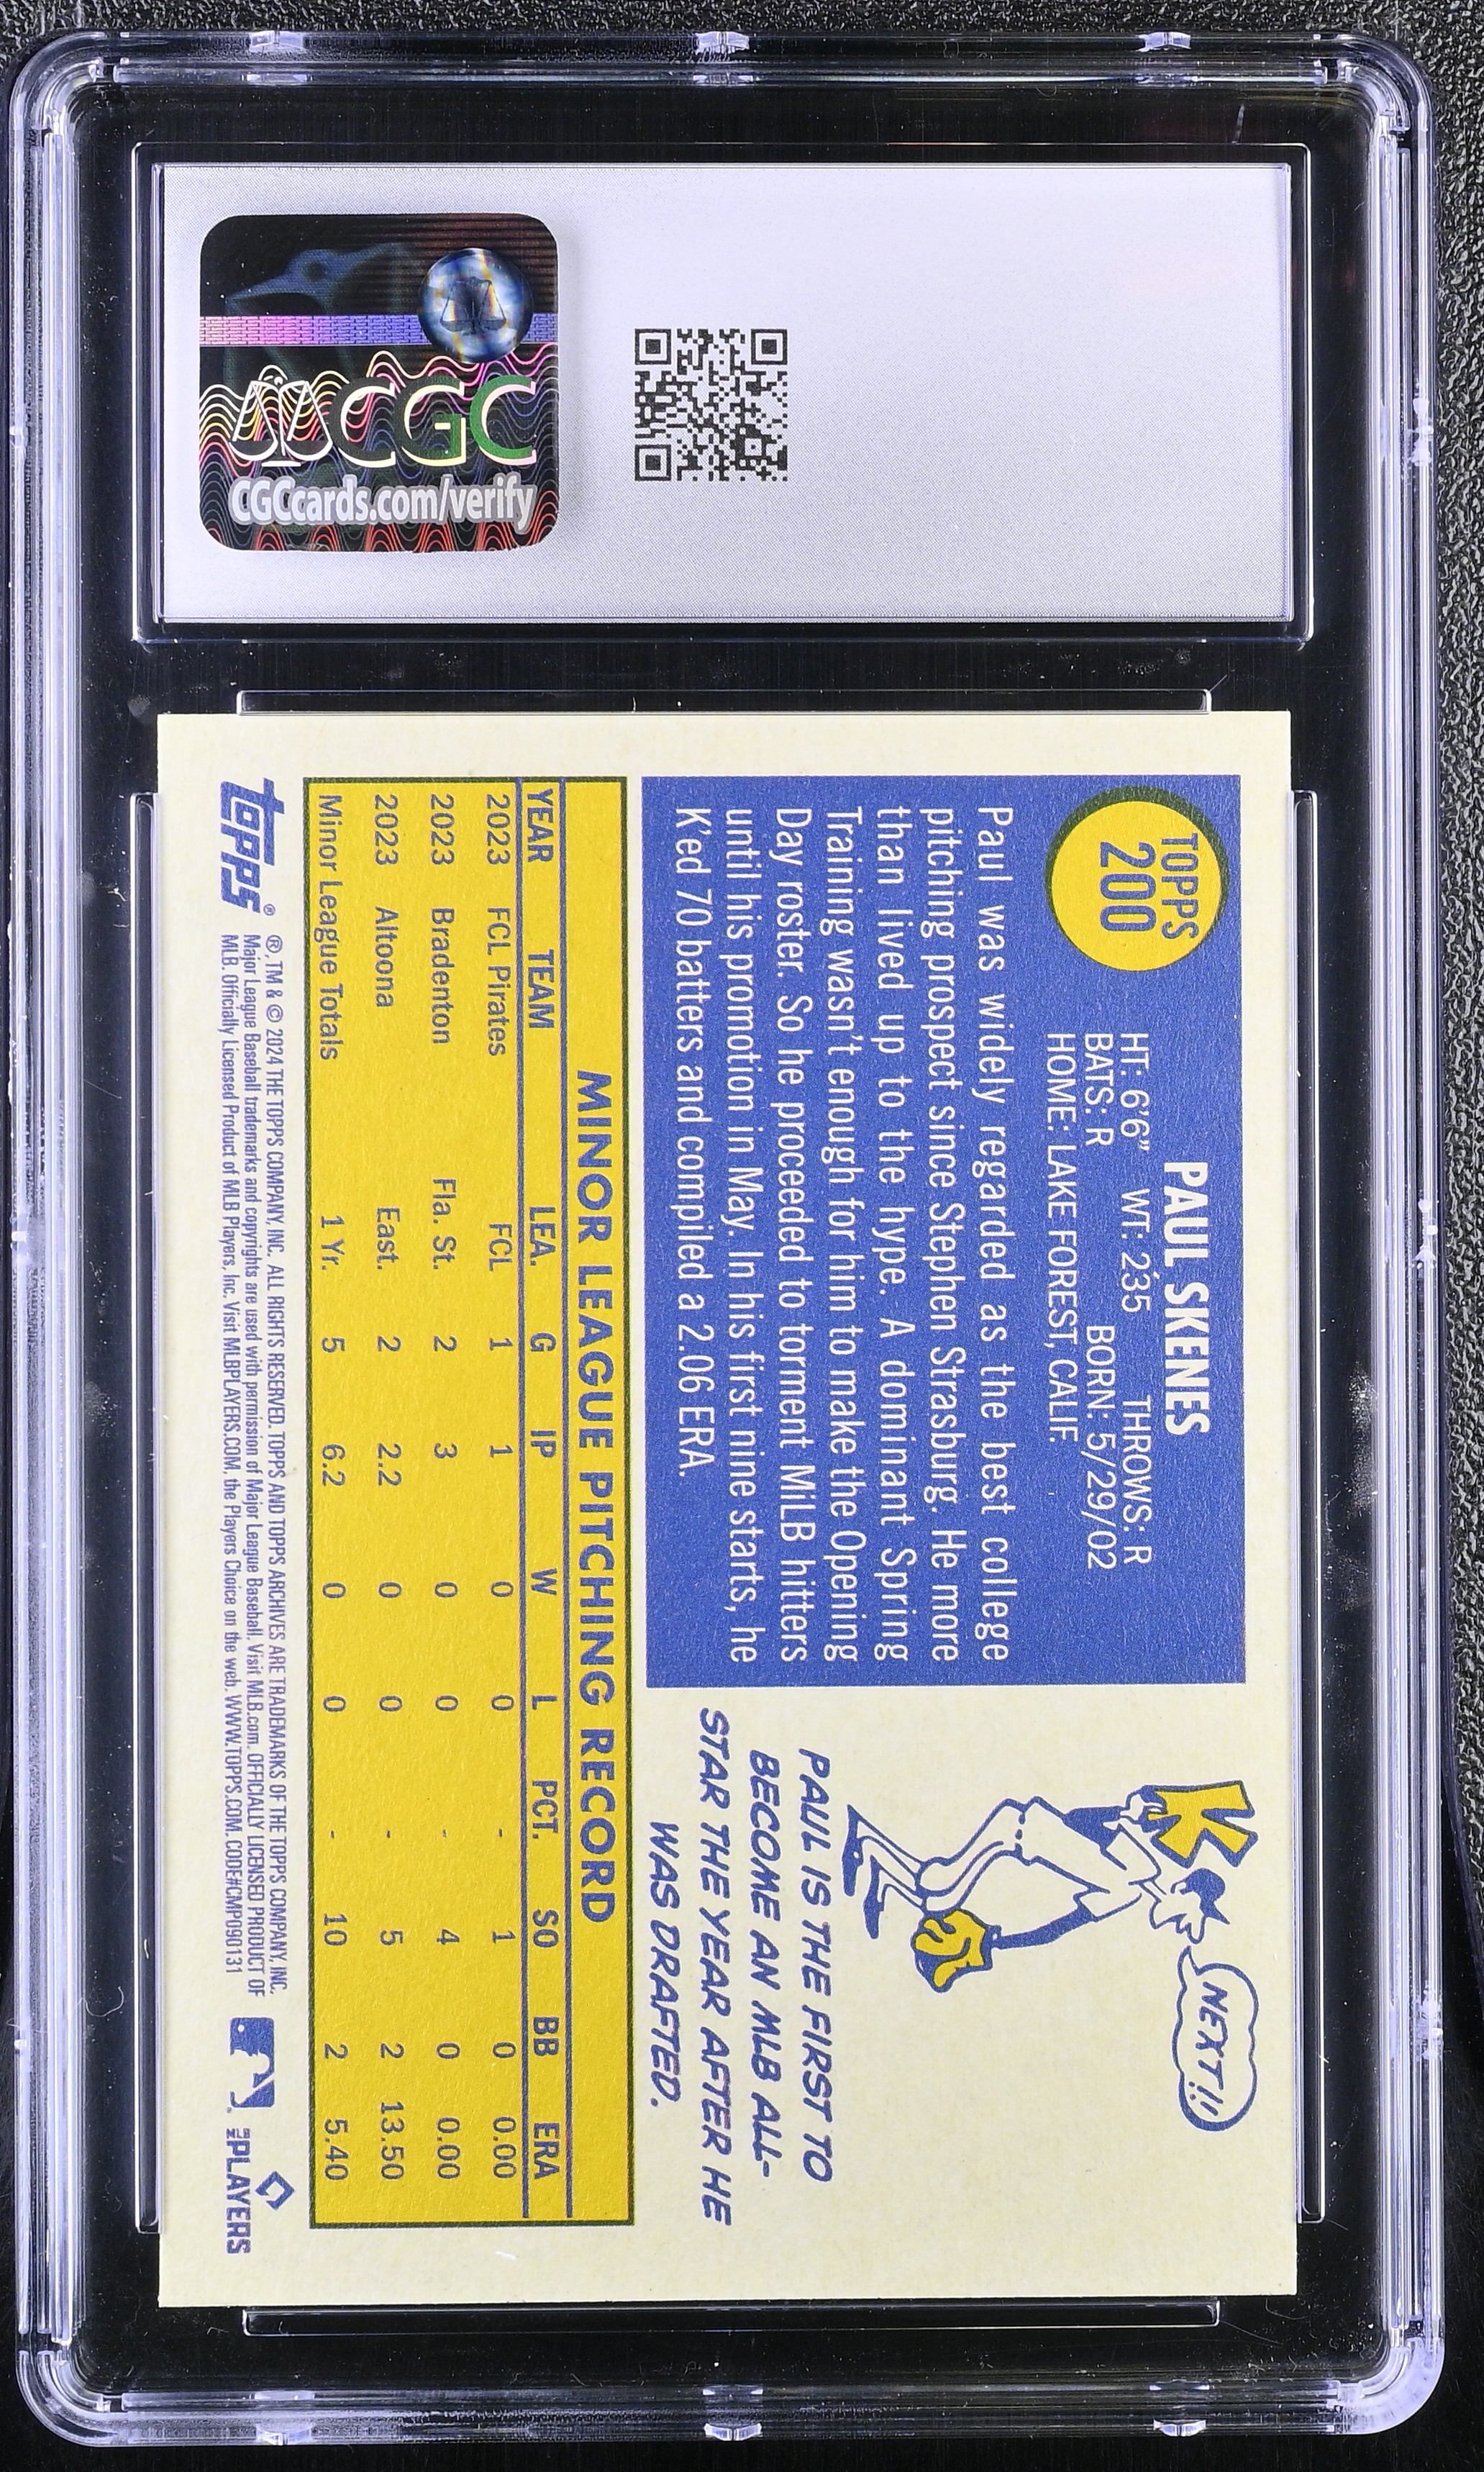 CGC
CGCcards.com/verify
TOPPS
200
PAUL SKENES
HT: 6'6" WT: 235 THROWS: R
BATS: R BORN: 5/29/02
HOME: LAKE FOREST, CALIF.
Paul was widely regarded as the best college
pitching prospect since Stephen Strasburg. He more
than lived up to the hype. A dominant Spring
Training wasn't enough for him to make the Opening
Day roster. So he proceeded to torment MiLB hitters
until his promotion in May. In his first nine starts, he
K'ed 70 batters and compiled a 2.06 ERA.
K
NEXT!!
PAUL IS THE FIRST TO
BECOME AN MLB ALL-
STAR THE YEAR AFTER HE
WAS DRAFTED.
MINOR LEAGUE PITCHING RECORD
YEAR TEAM LEA. G IP W L PCT. SO BB ERA
2023 FCL Pirates FCL 1 1 0 0 - 1 0 0.00
2023 Bradenton Fla. St. 2 3 0 0 - 4 0 0.00
2023 Altoona East. 2 2.2 0 0 - 5 2 13.50
Minor League Totals 1 Yr. 5 6.2 0 0 - 10 2 5.40
topps®
®, TM & © 2024 THE TOPPS COMPANY, INC. ALL RIGHTS RESERVED. TOPPS AND TOPPS ARCHIVES ARE TRADEMARKS OF THE TOPPS COMPANY, INC.
Major League Baseball trademarks and copyrights are used with permission of Major League Baseball. Visit MLB.com. OFFICIALLY LICENSED PRODUCT OF
MLB. Officially Licensed Product of MLB Players, Inc. Visit MLBPLAYERS.COM, the Players Choice on the web. WWW.TOPPS.COM. CODE#CMP090131
MLB PLAYERS